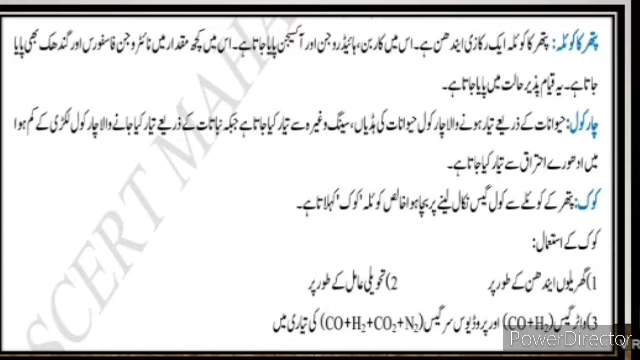 پتھر کا کوئلہ: پتھر کا کوئلہ ایک رکازی ایندھن ہے۔ اس میں کاربن، ہائیڈروجن اور آکسیجن پایا جاتا ہے۔ اس میں کچھ مقدار میں نائٹروجن فاسفورس اور گندھک بھی پایا
جاتا ہے۔ یہ قیام پذیر حالت میں پایا جاتا ہے۔
چارکول: حیوانات کے ذریعے تیار ہونے والا چارکول حیوانات کی ہڈیاں، سینگ وغیرہ سے تیار کیا جاتا ہے جبکہ نباتات کے ذریعے تیار کیا جانے والا چارکول لکڑی کے کم ہوا
میں ادھورے احتراق سے تیار کیا جاتا ہے۔
کوک: پتھر کے کوئلے سے کول گیس نکال لینے پر بچا ہوا خالص کوئلہ 'کوک' کہلاتا ہے۔
کوک کے استعمال:
1) گھریلوں ایندھن کے طور پر 2) تحویلی عامل کے طور پر
3) واٹر گیس (CO+H₂) اور پروڈیوسر گیس (CO+H₂+CO₂+N₂) کی تیاری میں
SCERT MAHA
PowerDirector